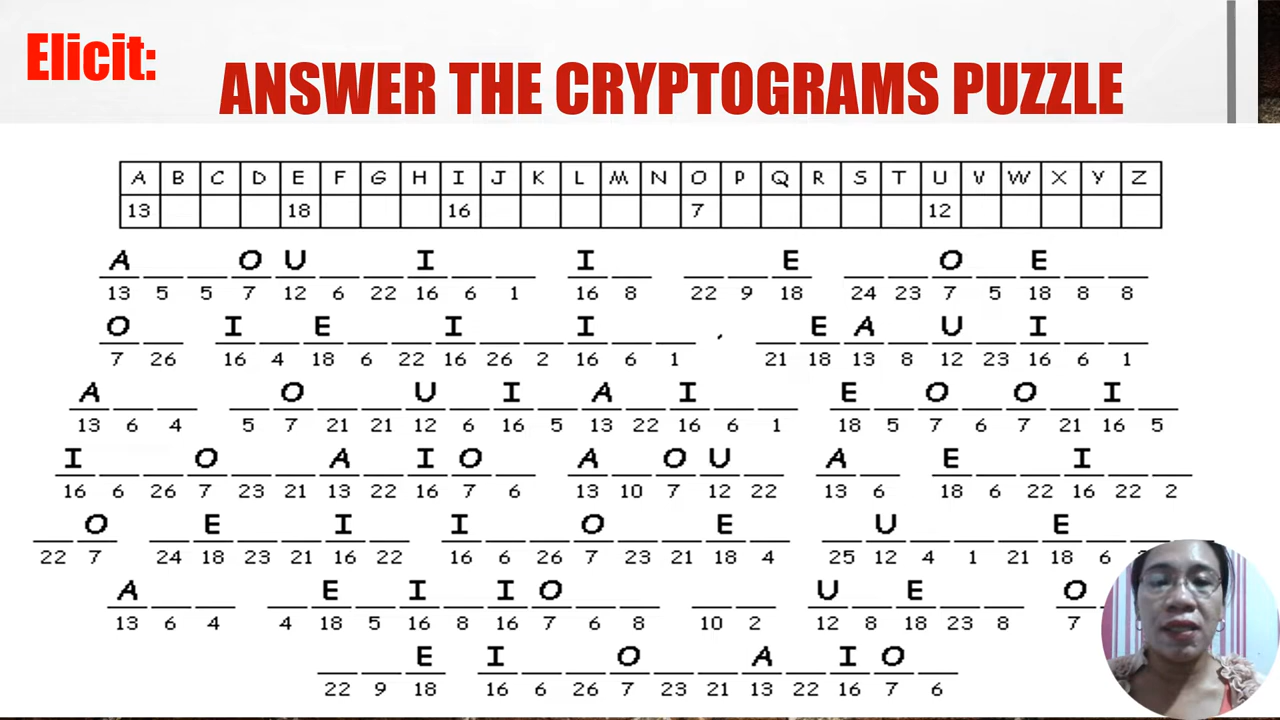 Elicit:
ANSWER THE CRYPTOGRAMS PUZZLE
A B C D E F G H I J K L M N O P Q R S T U V W X Y Z
13 18 16 7 12
A O U I I E O E
13 5 5 7 12 6 22 16 6 1 16 8 22 9 18 24 23 7 5 18 8 8
O I E I I , E A U I
7 26 16 4 18 6 22 16 26 2 16 6 1 21 18 13 8 12 23 16 6 1
A O U I A I E O O I
13 6 4 5 7 21 21 12 6 16 5 13 22 16 6 1 18 5 7 6 7 21 16 5
I O A I O A O U A E I
16 6 26 7 23 21 13 22 16 7 6 13 10 7 12 22 13 6 18 6 22 16 22 2
O E I I O E U E
22 7 24 18 23 21 16 22 16 6 26 7 23 21 18 4 25 12 4 1 21 18 6
A E I I O U E O
13 6 4 4 18 5 16 8 16 7 6 8 10 2 12 8 18 23 8 7
E I O A I O
22 9 18 16 6 26 7 23 21 13 22 16 7 6